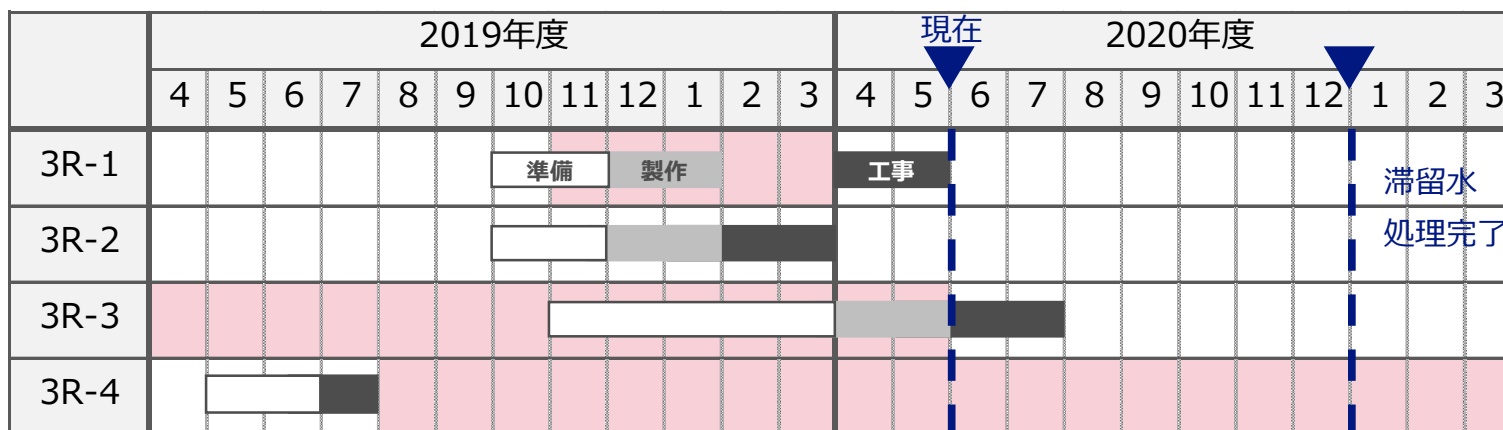 2019年度 現在 2020年度
4 5 6 7 8 9 10 11 12 1 2 3 4 5 6 7 8 9 10 11 12 1 2 3
3R-1 準備 製作 工事 滞留水
3R-2 処理完了
3R-3
3R-4